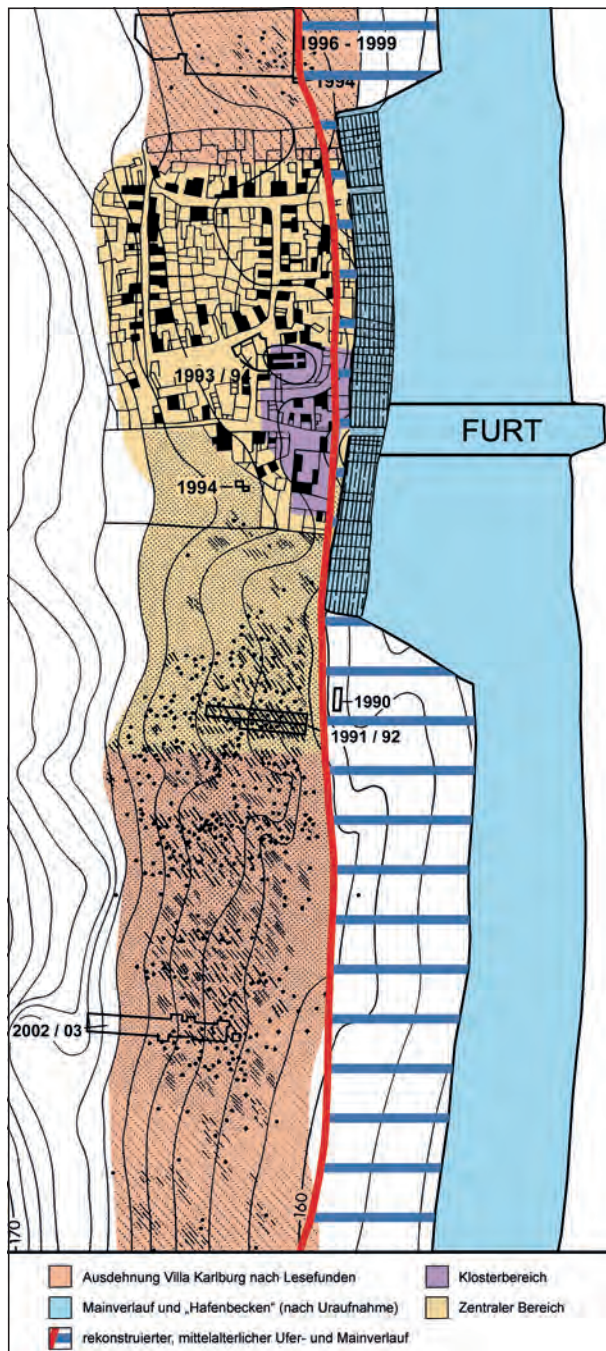 1996 - 1999
1994
1993 / 94
FURT
1994
1990
1991 / 92
2002 / 03
170
160
Ausdehnung Villa Karlburg nach Lesefunden
Klosterbereich
Mainverlauf und „Hafenbecken" (nach Uraufnahme)
Zentraler Bereich
rekonstruierter, mittelalterlicher Ufer- und Mainverlauf